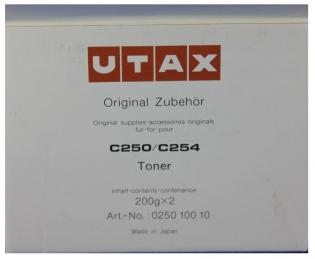 UTAX
Original Zubehör
Original supplies-accessoires originals
fur-for-pour
C250/C254
Toner
inhalt-contents-contenance
200g×2
Art.-No.: 0250 100 10
Made in Japan